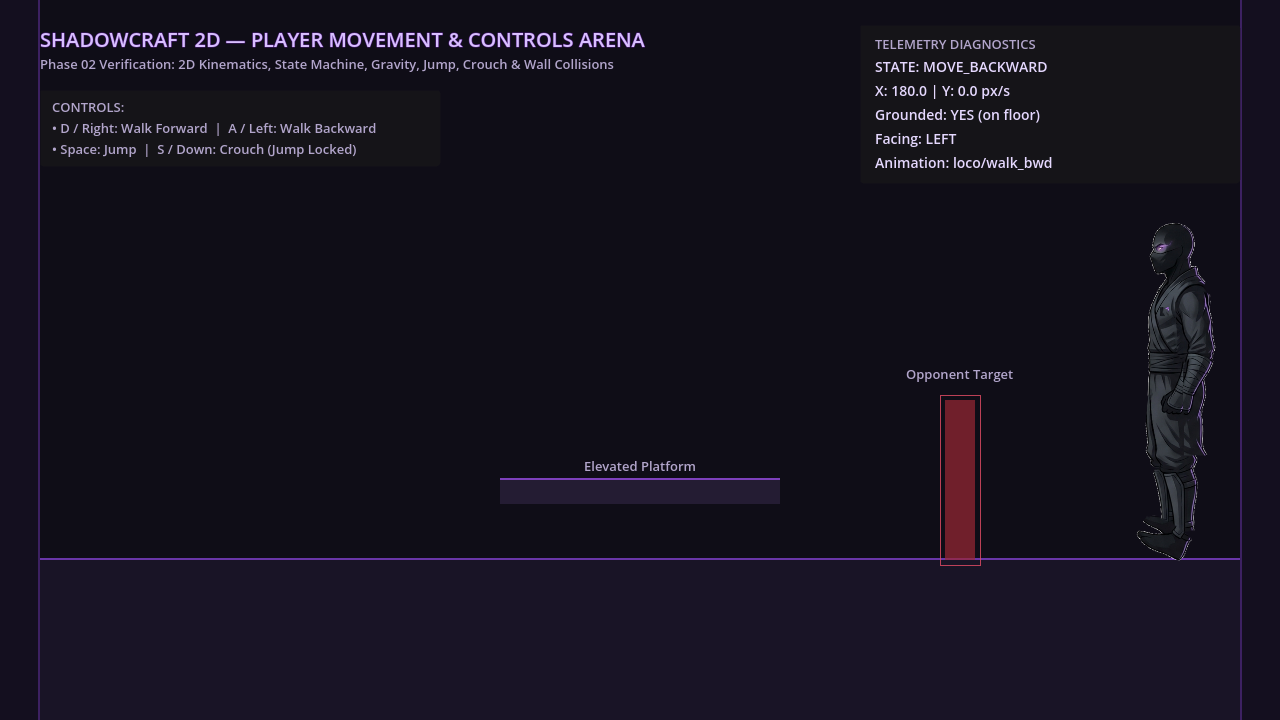 SHADOWCRAFT 2D — PLAYER MOVEMENT & CONTROLS ARENA
Phase 02 Verification: 2D Kinematics, State Machine, Gravity, Jump, Crouch & Wall Collisions
CONTROLS:
• D / Right: Walk Forward | A / Left: Walk Backward
• Space: Jump | S / Down: Crouch (Jump Locked)
TELEMETRY DIAGNOSTICS
STATE: MOVE_BACKWARD
X: 180.0 | Y: 0.0 px/s
Grounded: YES (on floor)
Facing: LEFT
Animation: loco/walk_bwd
Opponent Target
Elevated Platform